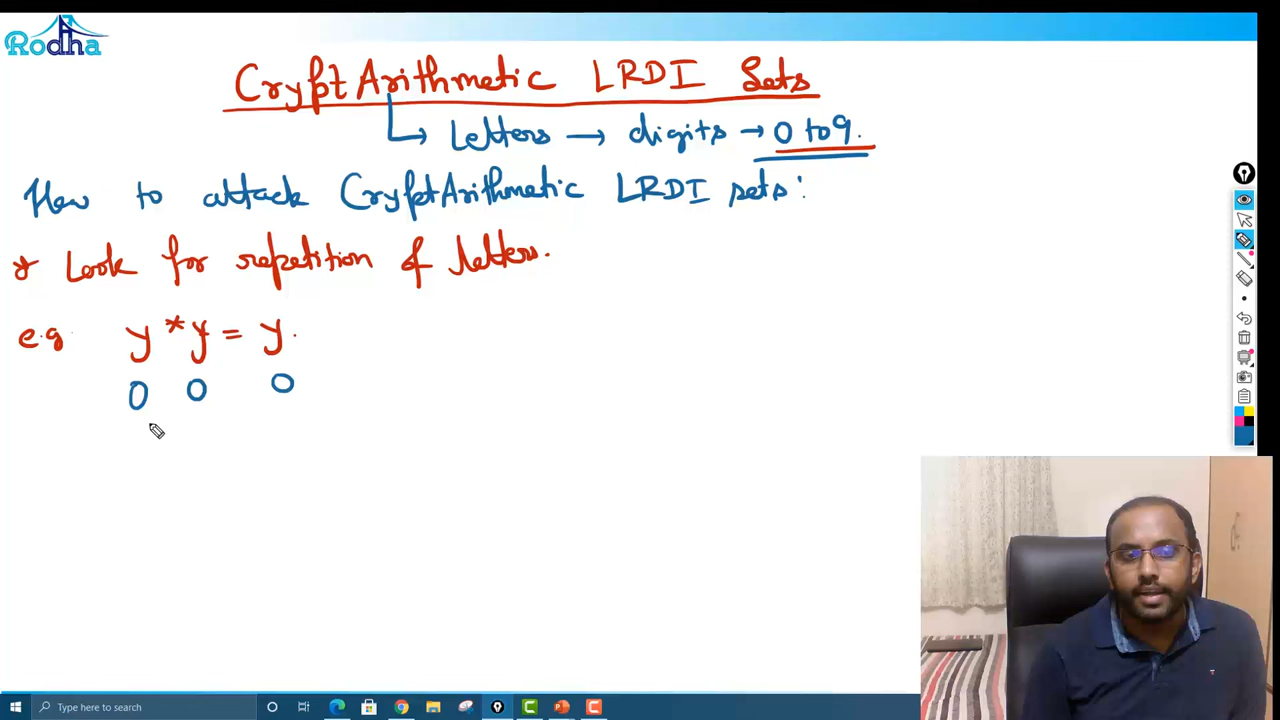 Rodha
CryptArithmetic LRDI Sets
letters → digits → 0 to 9.
How to attack CryptArithmetic LRDI sets:
* Look for repetition of letters.
e.g. y * y = y.
0 0 0
Type here to search